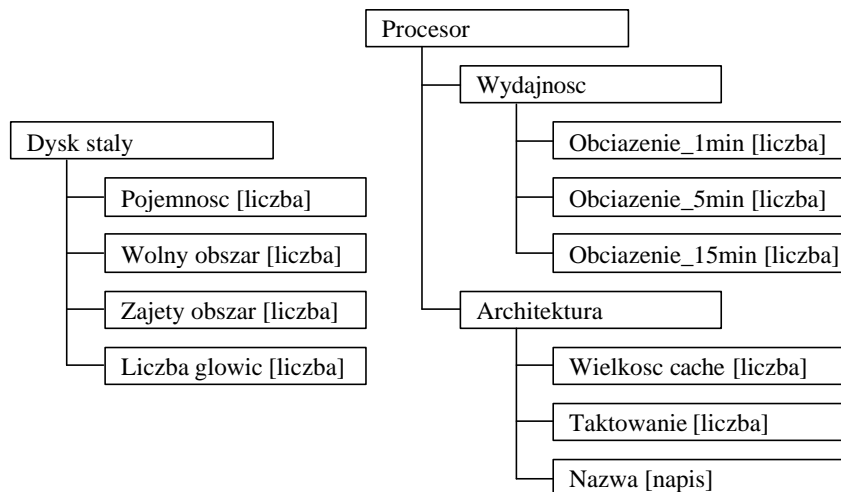 Dysk staly
Pojemnosc [liczba]
Wolny obszar [liczba]
Zajety obszar [liczba]
Liczba glowic [liczba]
Procesor
Wydajnosc
Obciazenie_1min [liczba]
Obciazenie_5min [liczba]
Obciazenie_15min [liczba]
Architektura
Wielkosc cache [liczba]
Taktowanie [liczba]
Nazwa [napis]